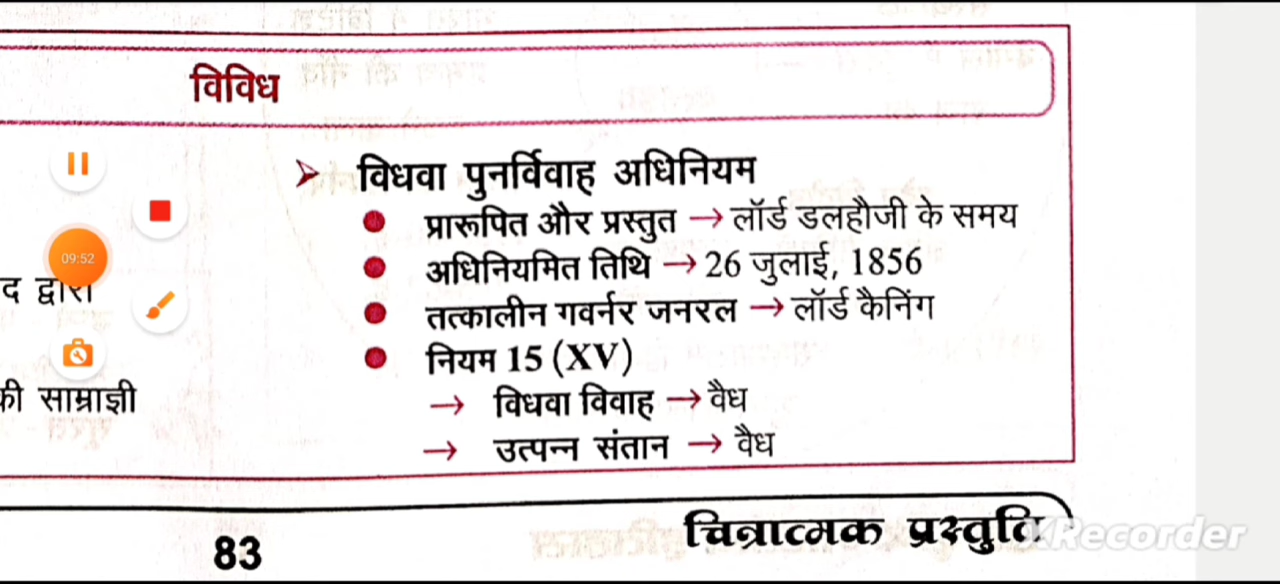 विविध
➤ विधवा पुनर्विवाह अधिनियम
● प्रारूपित और प्रस्तुत → लॉर्ड डलहौजी के समय
● अधिनियमित तिथि → 26 जुलाई, 1856
● तत्कालीन गवर्नर जनरल → लॉर्ड कैनिंग
● नियम 15 (XV)
→ विधवा विवाह → वैध
→ उत्पन्न संतान → वैध
09:52
द द्वारा
की साम्राज्ञी
83
चित्रात्मक प्रस्तुति
XRecorder